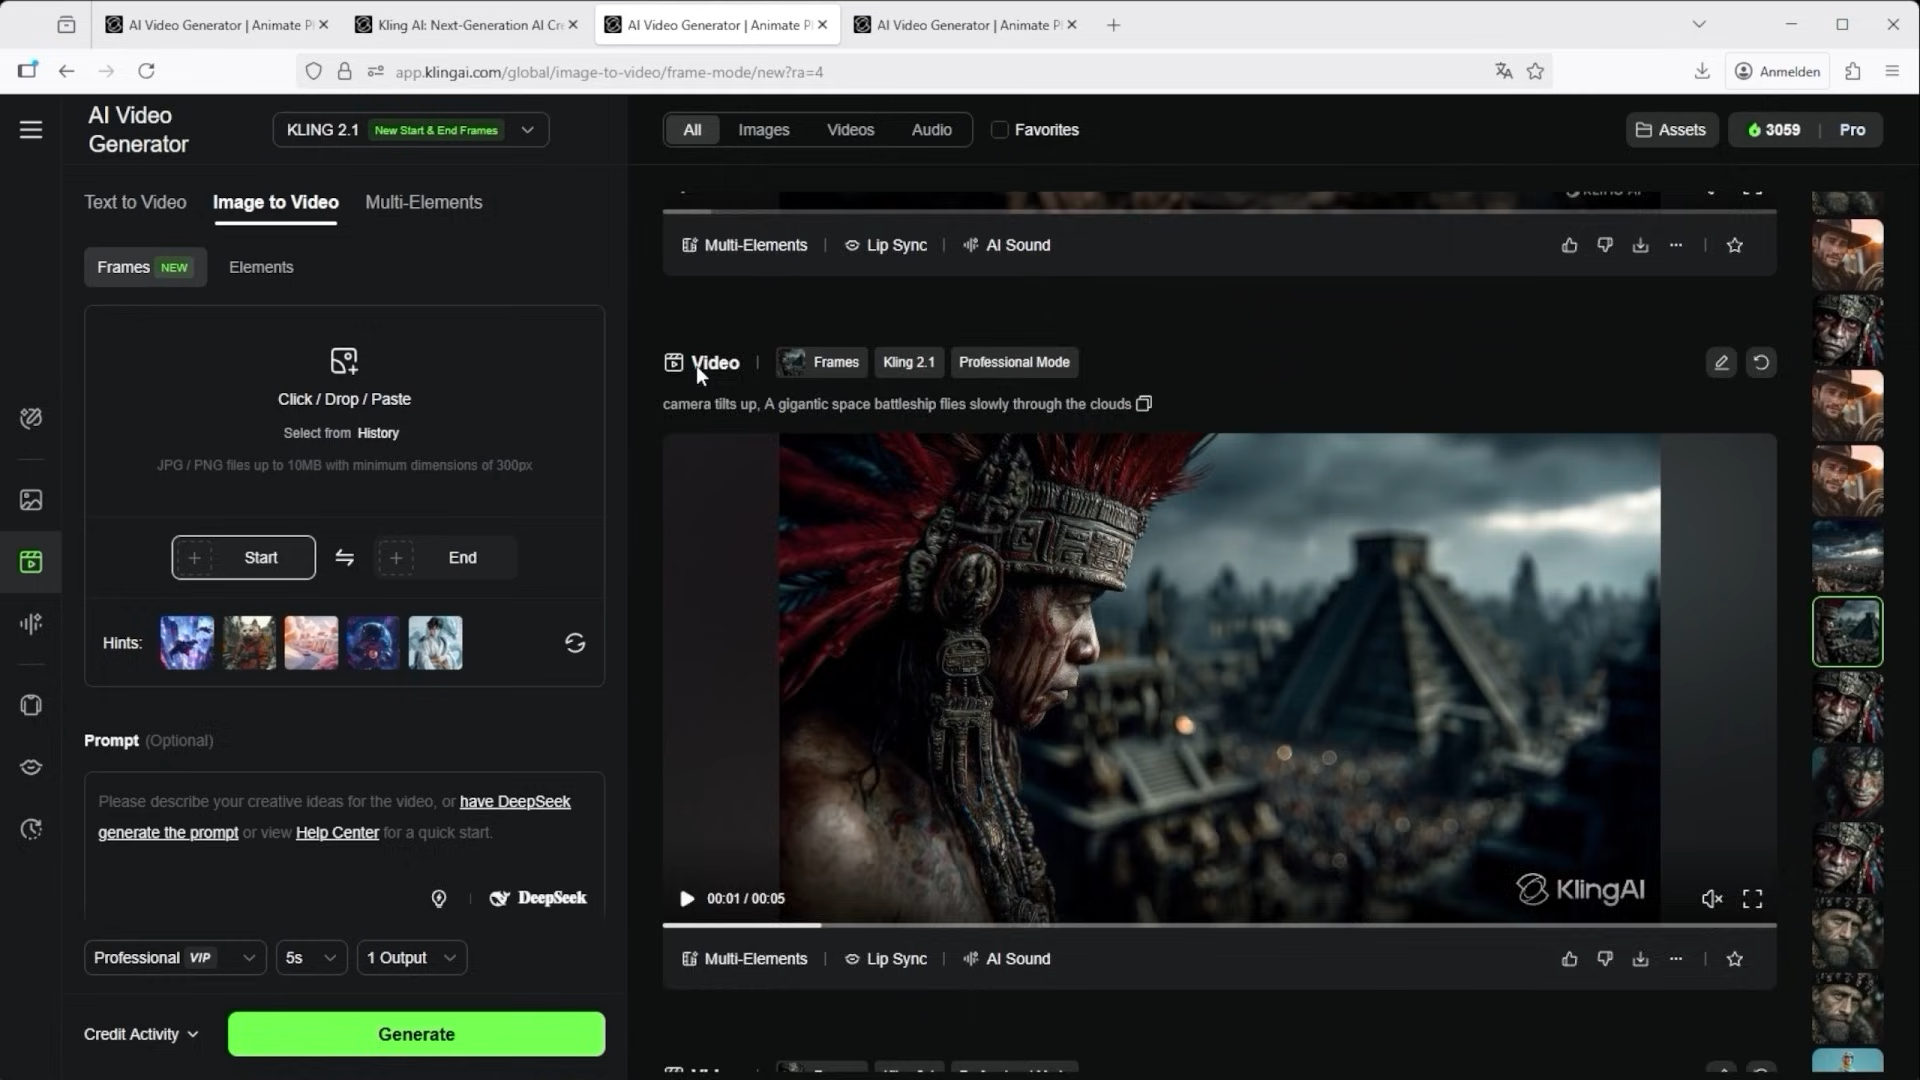 AI Video Generator | Animate P
Kling AI: Next-Generation AI Cre
AI Video Generator | Animate P
AI Video Generator | Animate P
app.klingai.com/global/image-to-video/frame-mode/new?ra=4
Anmelden
AI Video
Generator
KLING 2.1 New Start & End Frames
All Images Videos Audio Favorites
Assets 3059 Pro
Text to Video Image to Video Multi-Elements
Frames NEW Elements
Click / Drop / Paste
Select from History
JPG / PNG files up to 10MB with minimum dimensions of 300px
Start End
Hints:
Prompt (Optional)
Please describe your creative ideas for the video, or have DeepSeek
generate the prompt or view Help Center for a quick start.
DeepSeek
Professional VIP 5s 1 Output
Credit Activity Generate
Multi-Elements Lip Sync AI Sound
Video Frames Kling 2.1 Professional Mode
camera tilts up, A gigantic space battleship flies slowly through the clouds
KlingAI
00:01 / 00:05
Multi-Elements Lip Sync AI Sound